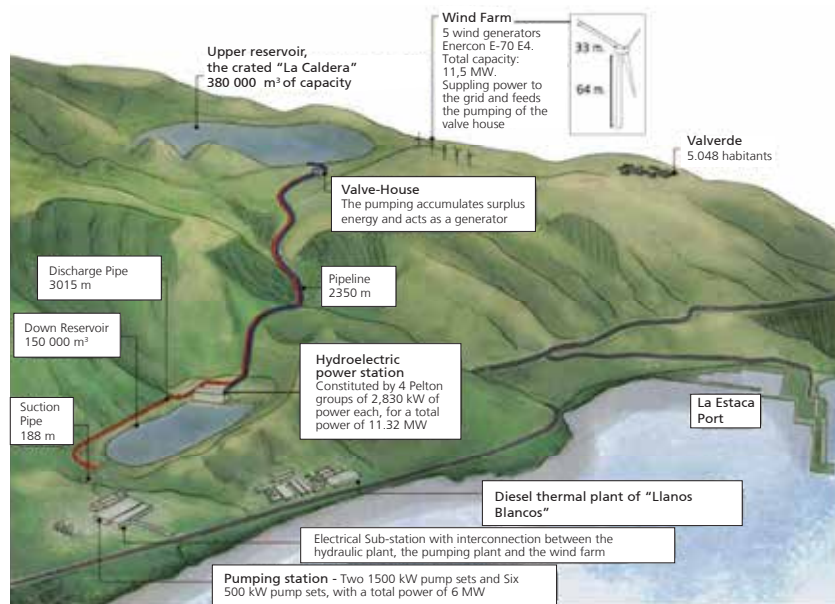 Wind Farm
5 wind generators
Enercon E-70 E4.
Total capacity:
11,5 MW.
Suppling power to
the grid and feeds
the pumping of the
valve house
33 m.
64 m.
Upper reservoir,
the crated “La Caldera”
380 000 m³ of capacity
Valverde
5.048 habitants
Valve-House
The pumping accumulates surplus
energy and acts as a generator
Discharge Pipe
3015 m
Pipeline
2350 m
Down Reservoir
150 000 m³
Hydroelectric
power station
Constituted by 4 Pelton
groups of 2,830 kW of
power each, for a total
power of 11.32 MW
Suction
Pipe
188 m
La Estaca
Port
Diesel thermal plant of “Llanos
Blancos”
Electrical Sub-station with interconnection between the
hydraulic plant, the pumping plant and the wind farm
Pumping station - Two 1500 kW pump sets and Six
500 kW pump sets, with a total power of 6 MW